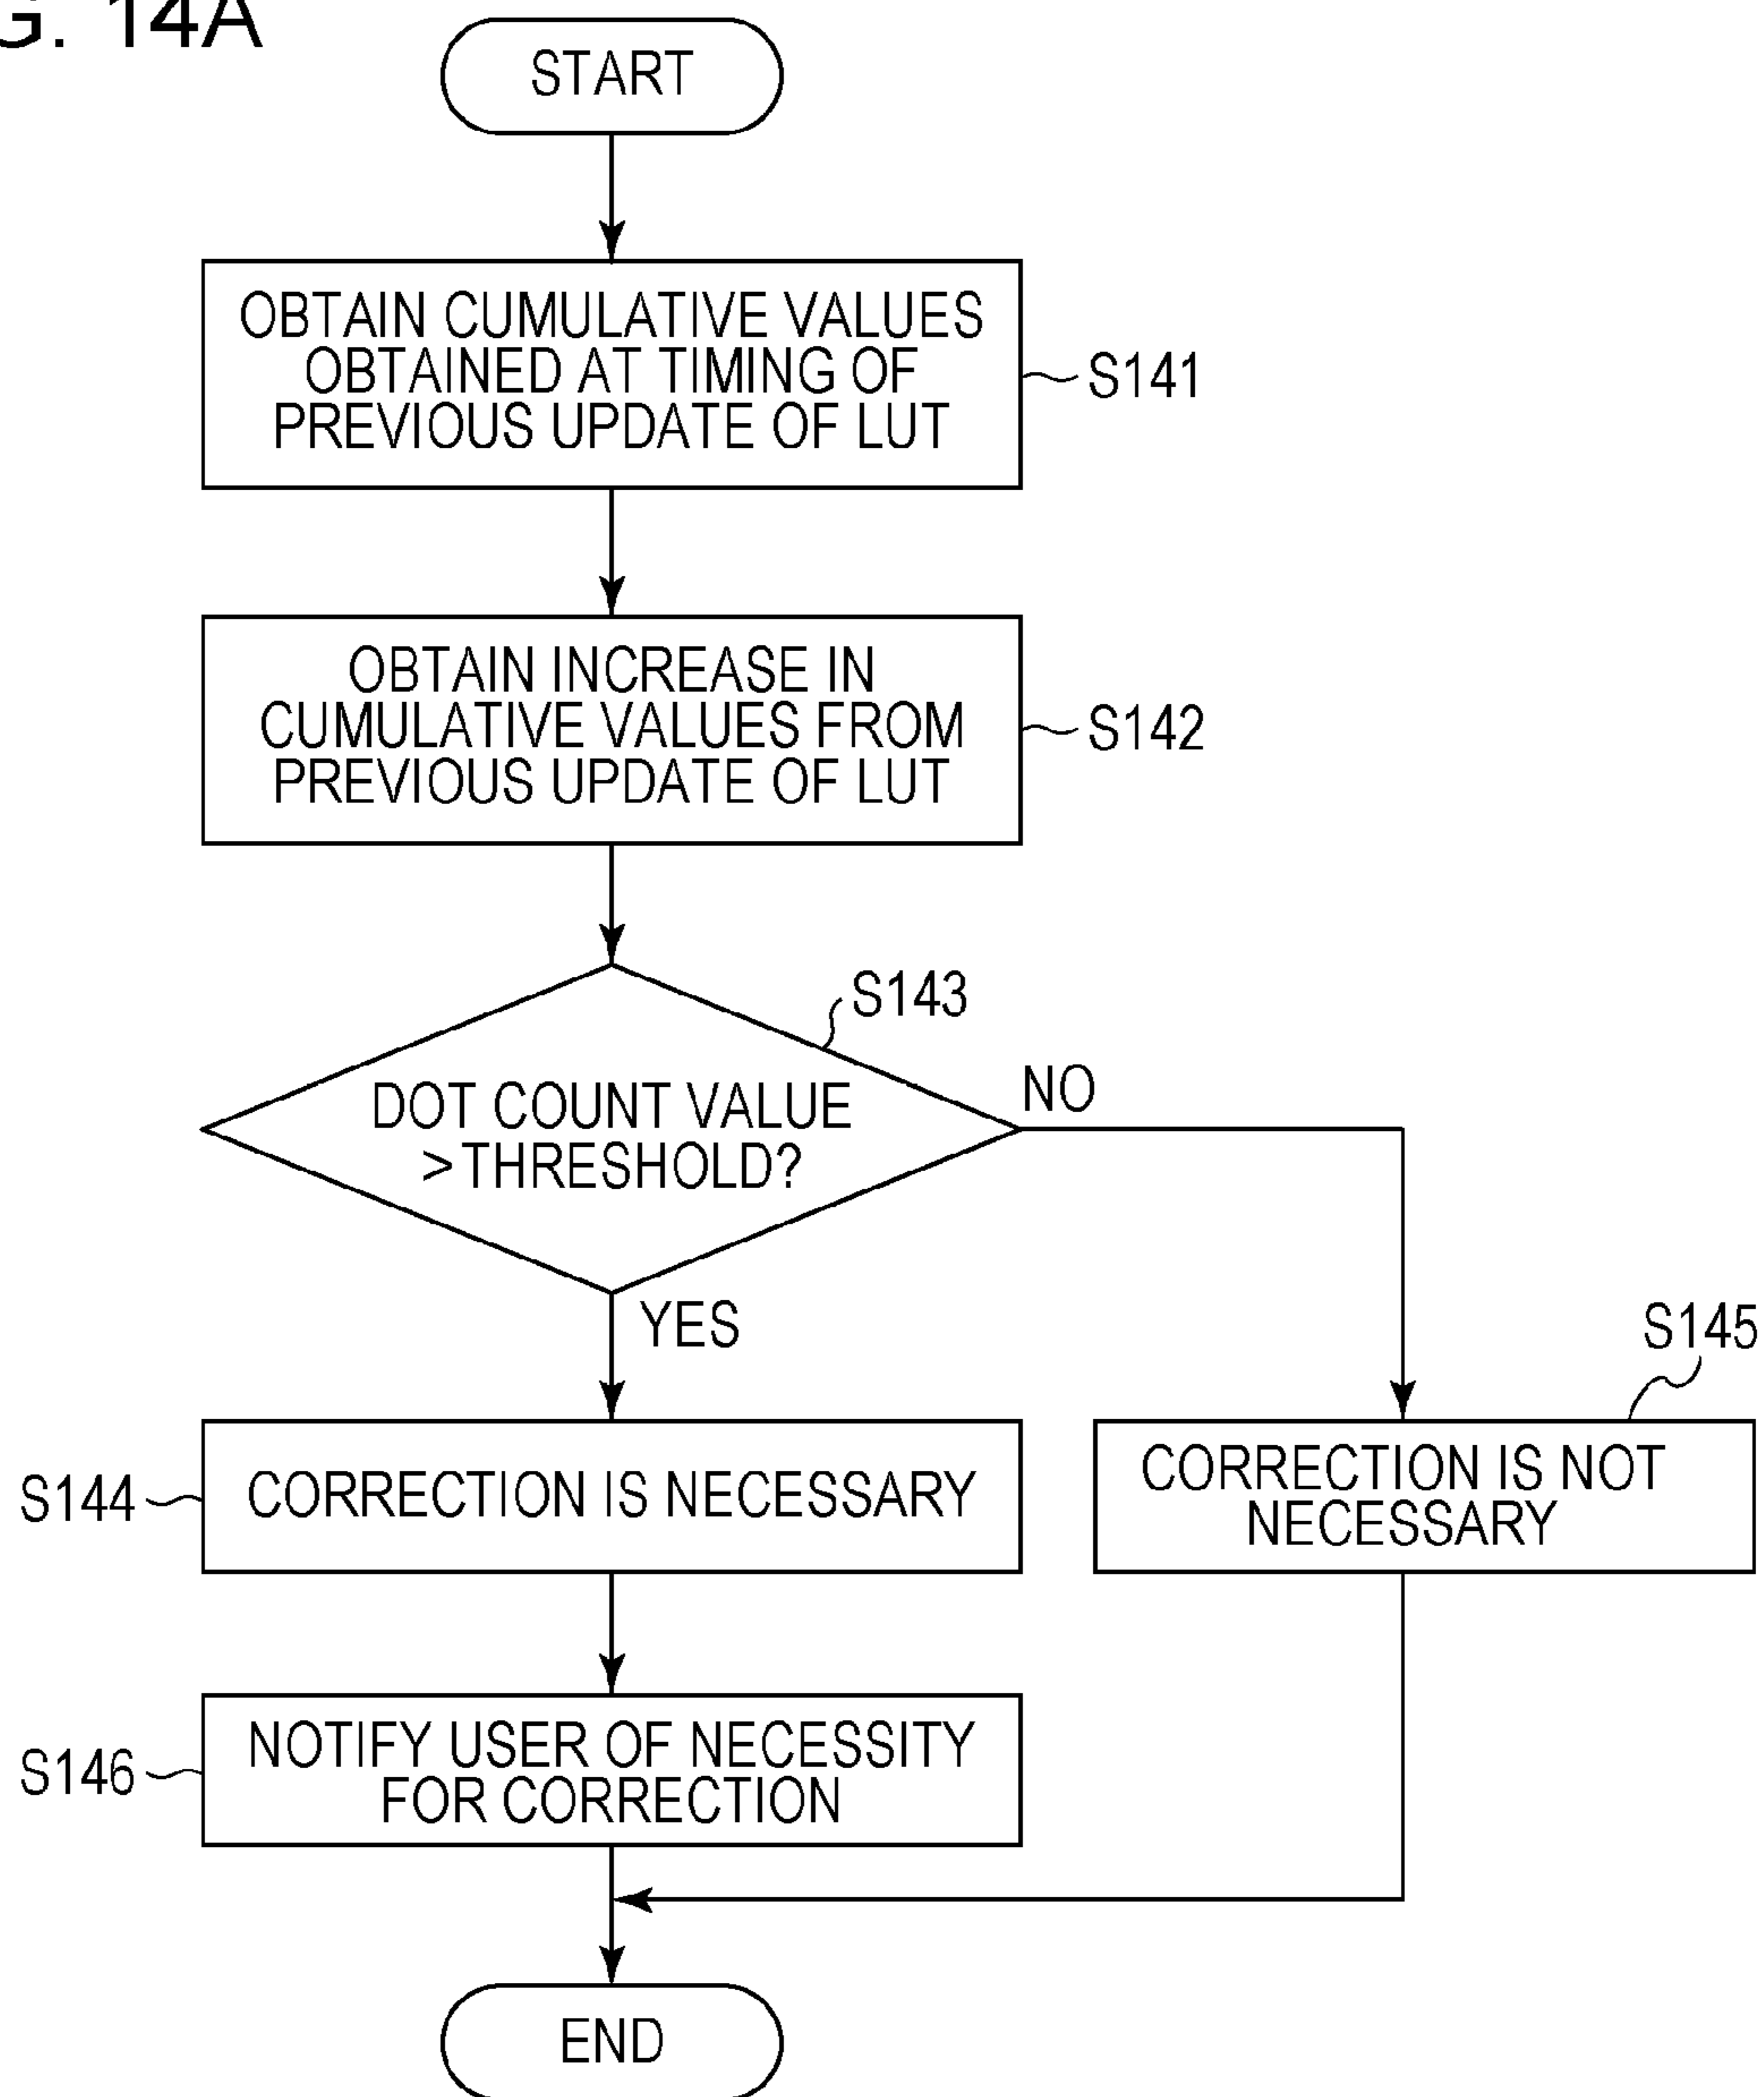 G. 14A
START
OBTAIN CUMULATIVE VALUES
OBTAINED AT TIMING OF
PREVIOUS UPDATE OF LUT
S141
OBTAIN INCREASE IN
CUMULATIVE VALUES FROM
PREVIOUS UPDATE OF LUT
S142
S143
DOT COUNT VALUE
>THRESHOLD?
NO
YES
S144
CORRECTION IS NECESSARY
S145
CORRECTION IS NOT
NECESSARY
S146
NOTIFY USER OF NECESSITY
FOR CORRECTION
END